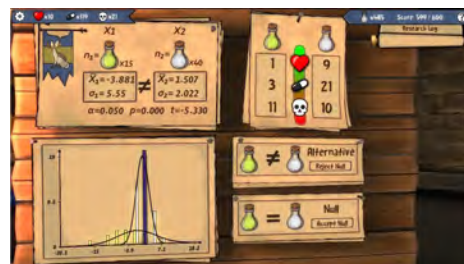 x10 x119 x21
x485 Score 599 / 680
Research Log
X1 X2
n₁= x15 n₂= x40
X̄₁=-3.881 ≠ X̄₂=1.507
σ₁=5.55 σ₂=2.022
α=0.050 p=0.000 t=-5.330
1 9
3 21
11 10
≠ Alternative
Reject Null
= Null
Accept Null